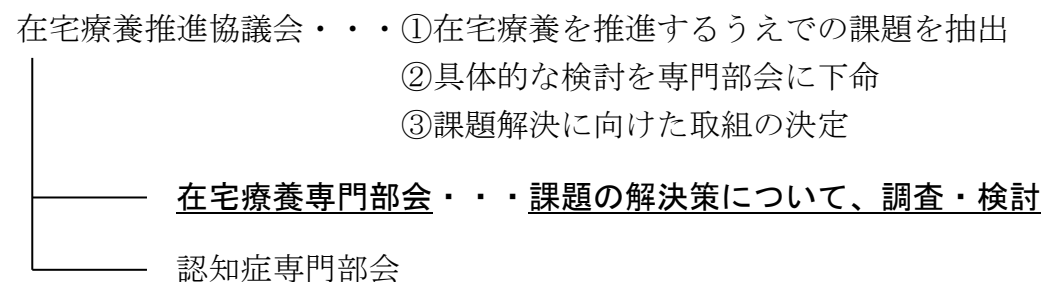 在宅療養推進協議会・・・①在宅療養を推進するうえでの課題を抽出
②具体的な検討を専門部会に下命
③課題解決に向けた取組の決定
在宅療養専門部会・・・課題の解決策について、調査・検討
認知症専門部会